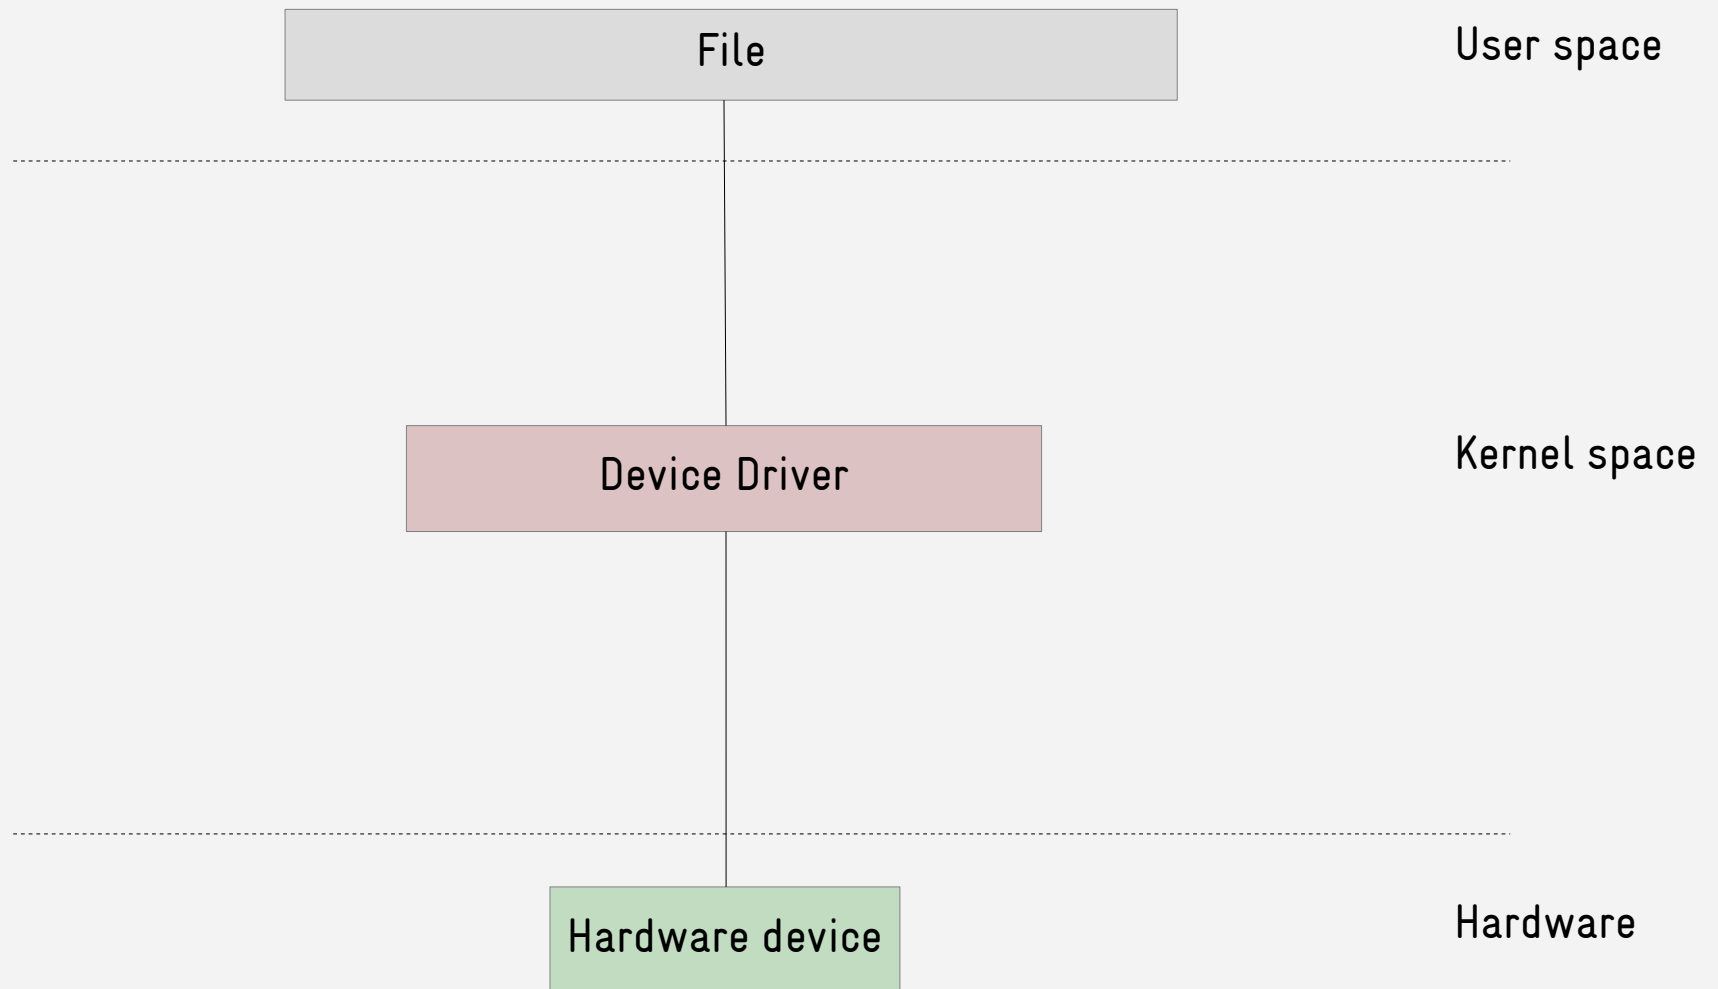 File
User space
Device Driver
Kernel space
Hardware device
Hardware